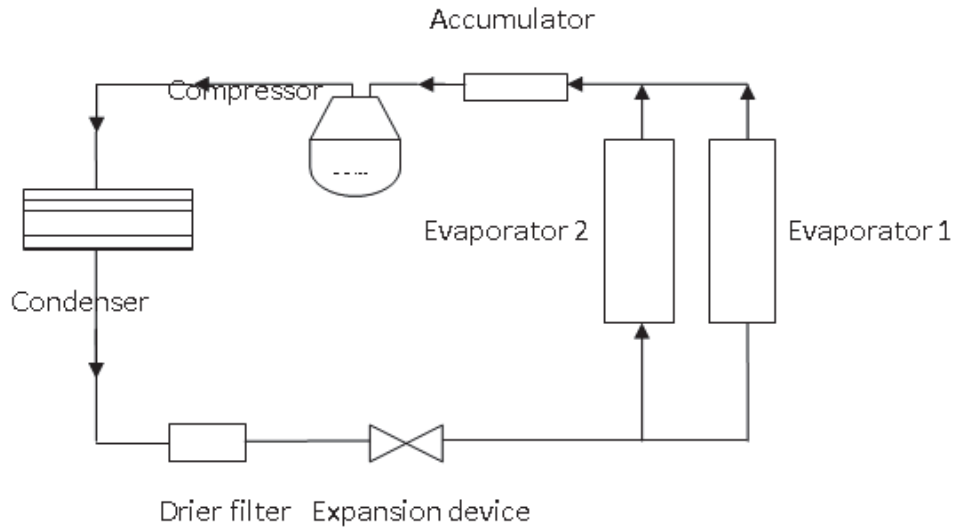 Accumulator
Compressor
Evaporator 2
Evaporator 1
Condenser
Drier filter
Expansion device